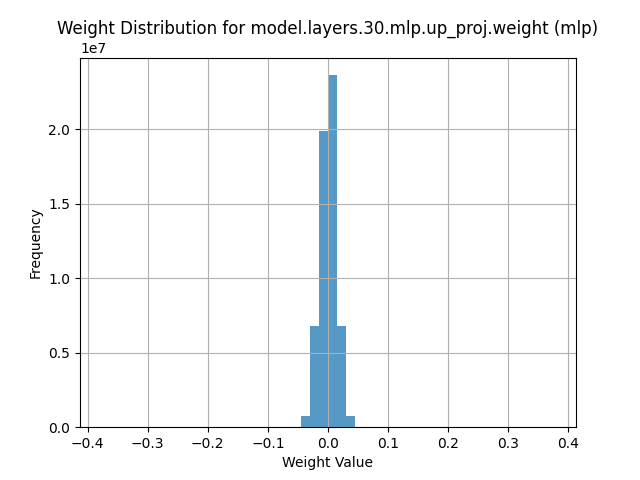 Weight Distribution for model.layers.30.mlp.up_proj.weight (mlp)
1e7
2.0
1.5
1.0
0.5
0.0
Frequency
−0.4 −0.3 −0.2 −0.1 0.0 0.1 0.2 0.3 0.4
Weight Value